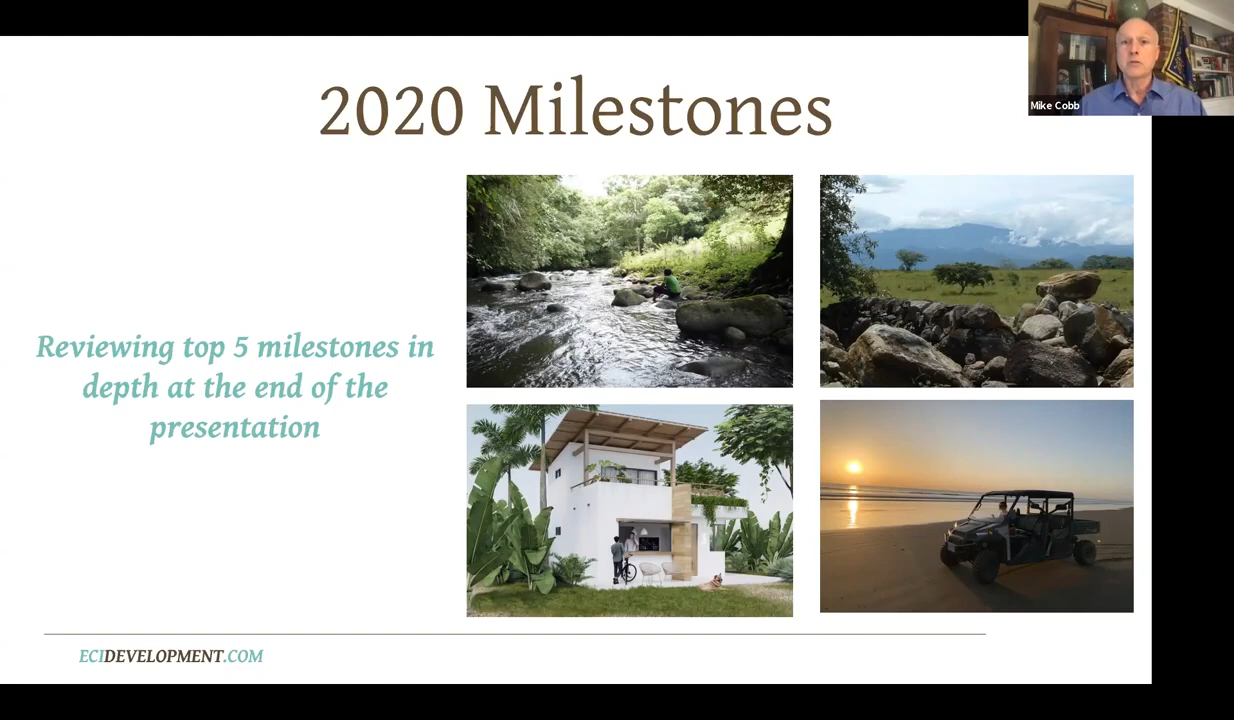 2020 Milestones
Mike Cobb
Reviewing top 5 milestones in
depth at the end of the
presentation
ECIDEVELOPMENT.COM